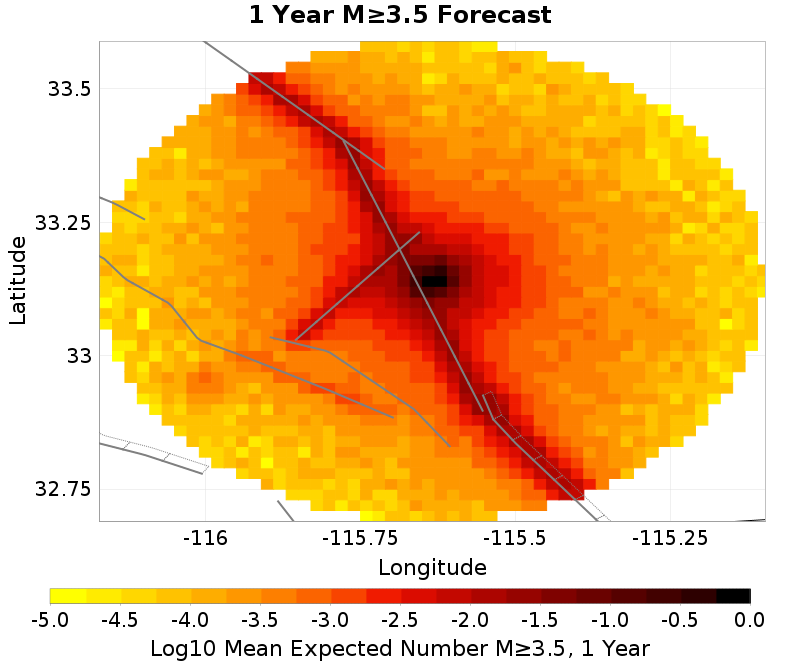 1 Year M≥3.5 Forecast
33.5
33.25
33
32.75
Latitude
-116 -115.75 -115.5 -115.25
Longitude
-5.0 -4.5 -4.0 -3.5 -3.0 -2.5 -2.0 -1.5 -1.0 -0.5 0.0
Log10 Mean Expected Number M≥3.5, 1 Year